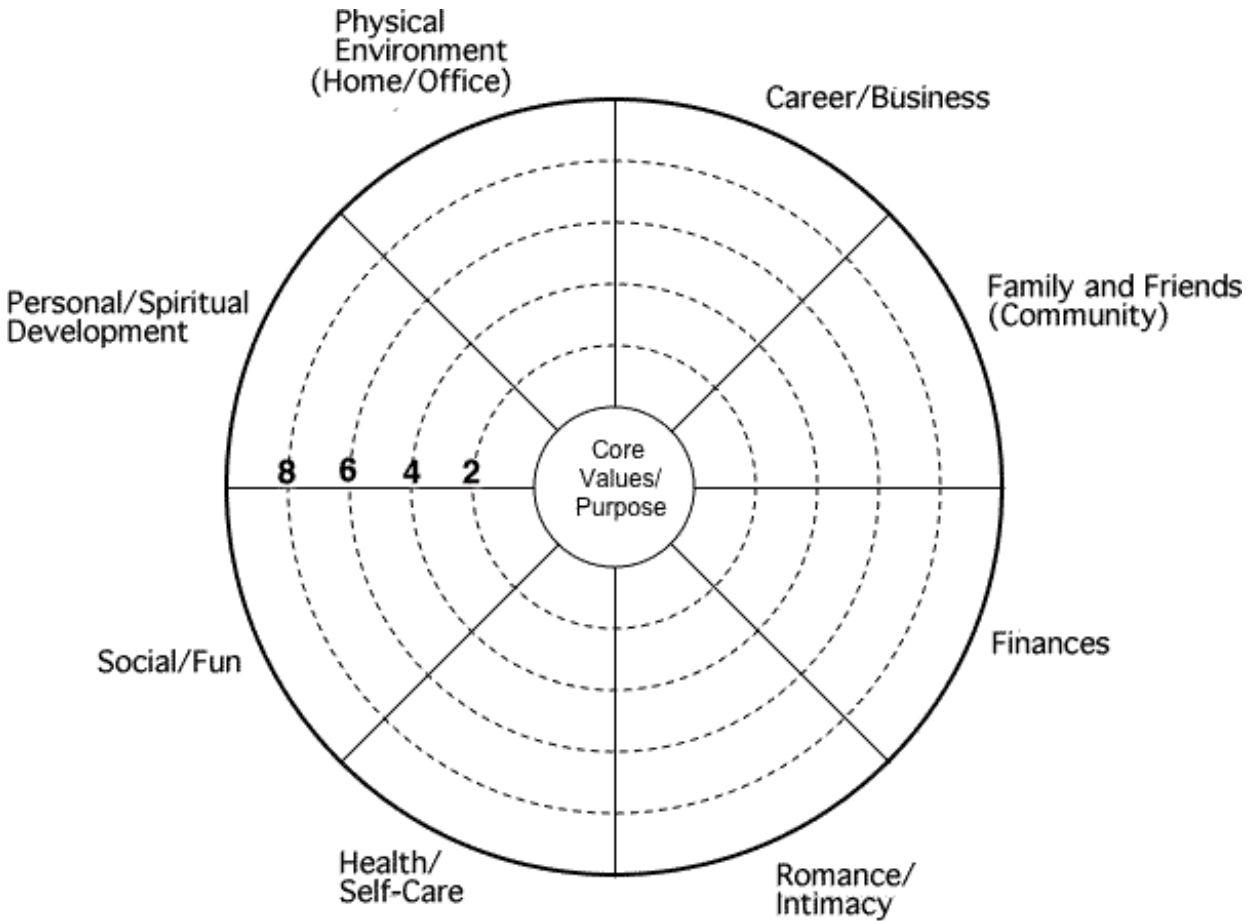 Physical
Environment
(Home/Office)
Career/Business
Personal/Spiritual
Development
Family and Friends
(Community)
8 6 4 2
Core
Values/
Purpose
Social/Fun
Finances
Health/
Self-Care
Romance/
Intimacy